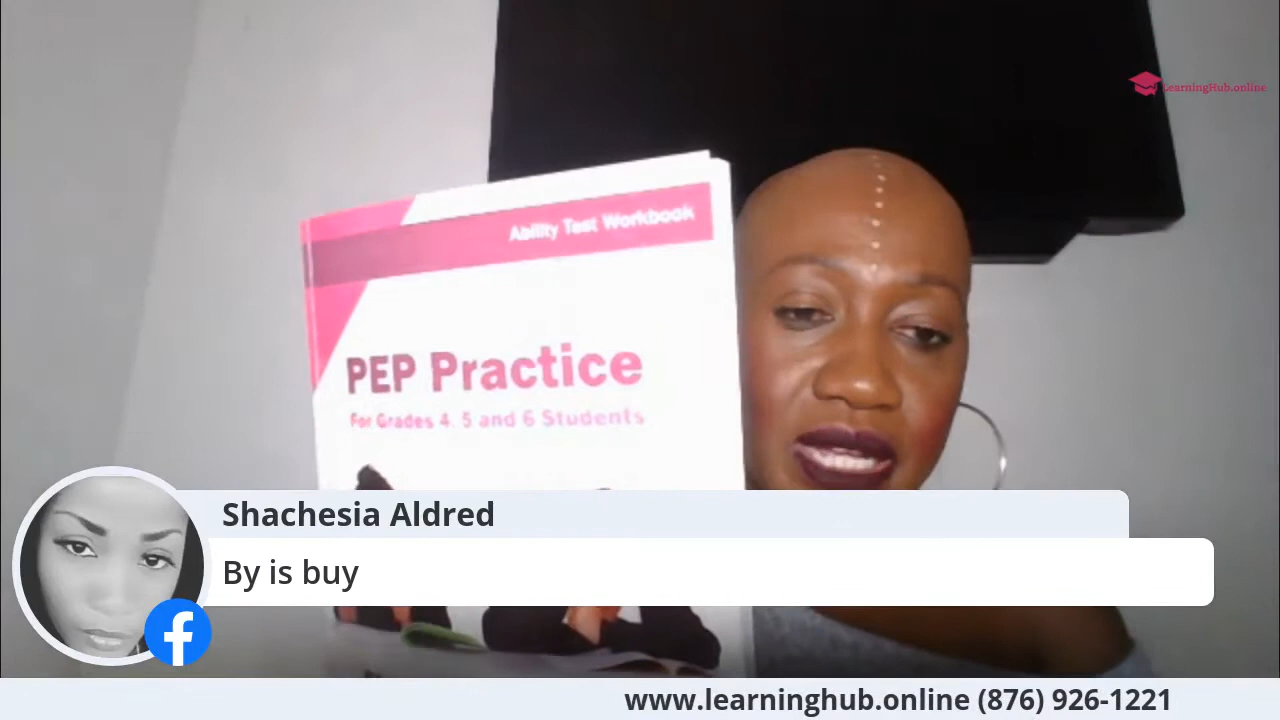 LearningHub.online
Ability Test Workbook
PEP Practice
For Grades 4, 5 and 6 Students
Shachesia Aldred
By is buy
www.learninghub.online (876) 926-1221